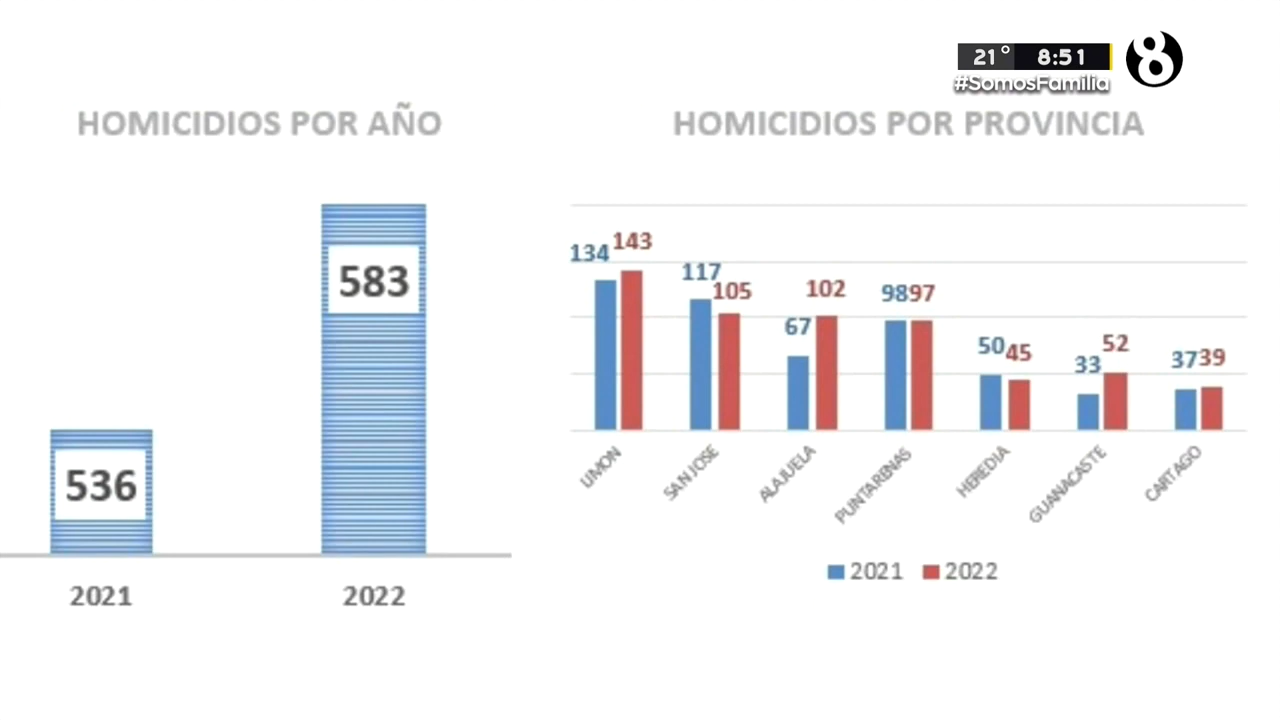 21° 8:51
8
#SomosFamilia
HOMICIDIOS POR AÑO
583
536
2021 2022
HOMICIDIOS POR PROVINCIA
134 143
117 105
67 102
98 97
50 45
33 52
37 39
LIMON
SAN JOSE
ALAJUELA
PUNTARENAS
HEREDIA
GUANACASTE
CARTAGO
2021 2022